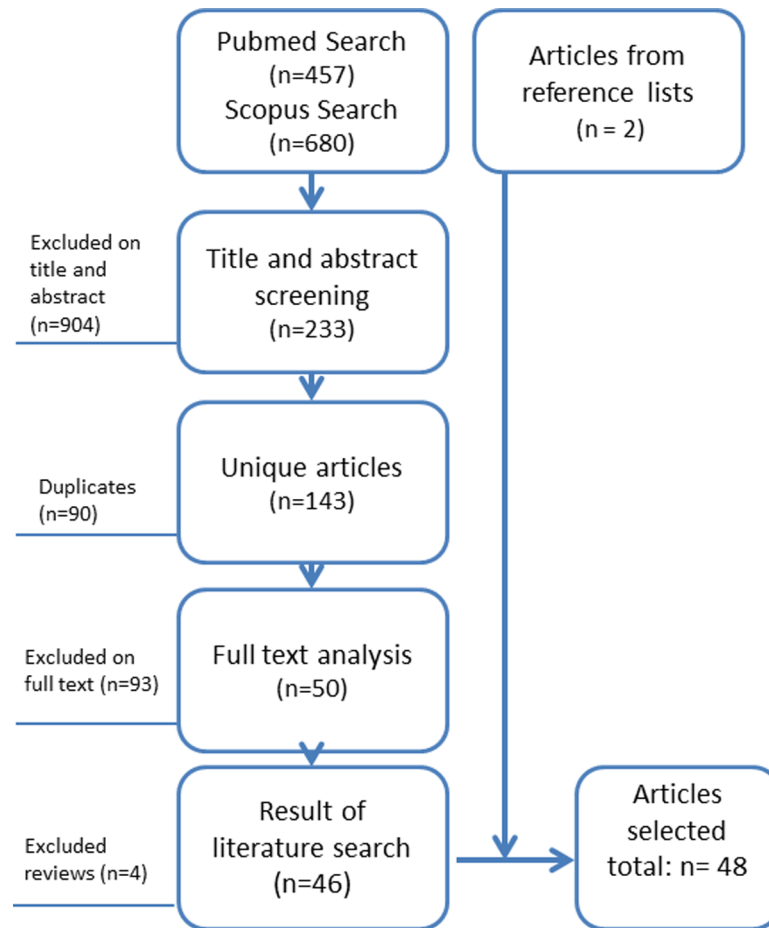 Pubmed Search
(n=457)
Scopus Search
(n=680)
Articles from
reference lists
(n = 2)
Excluded on
title and
abstract
(n=904)
Title and abstract
screening
(n=233)
Duplicates
(n=90)
Unique articles
(n=143)
Excluded on
full text (n=93)
Full text analysis
(n=50)
Excluded
reviews (n=4)
Result of
literature search
(n=46)
Articles
selected
total: n= 48